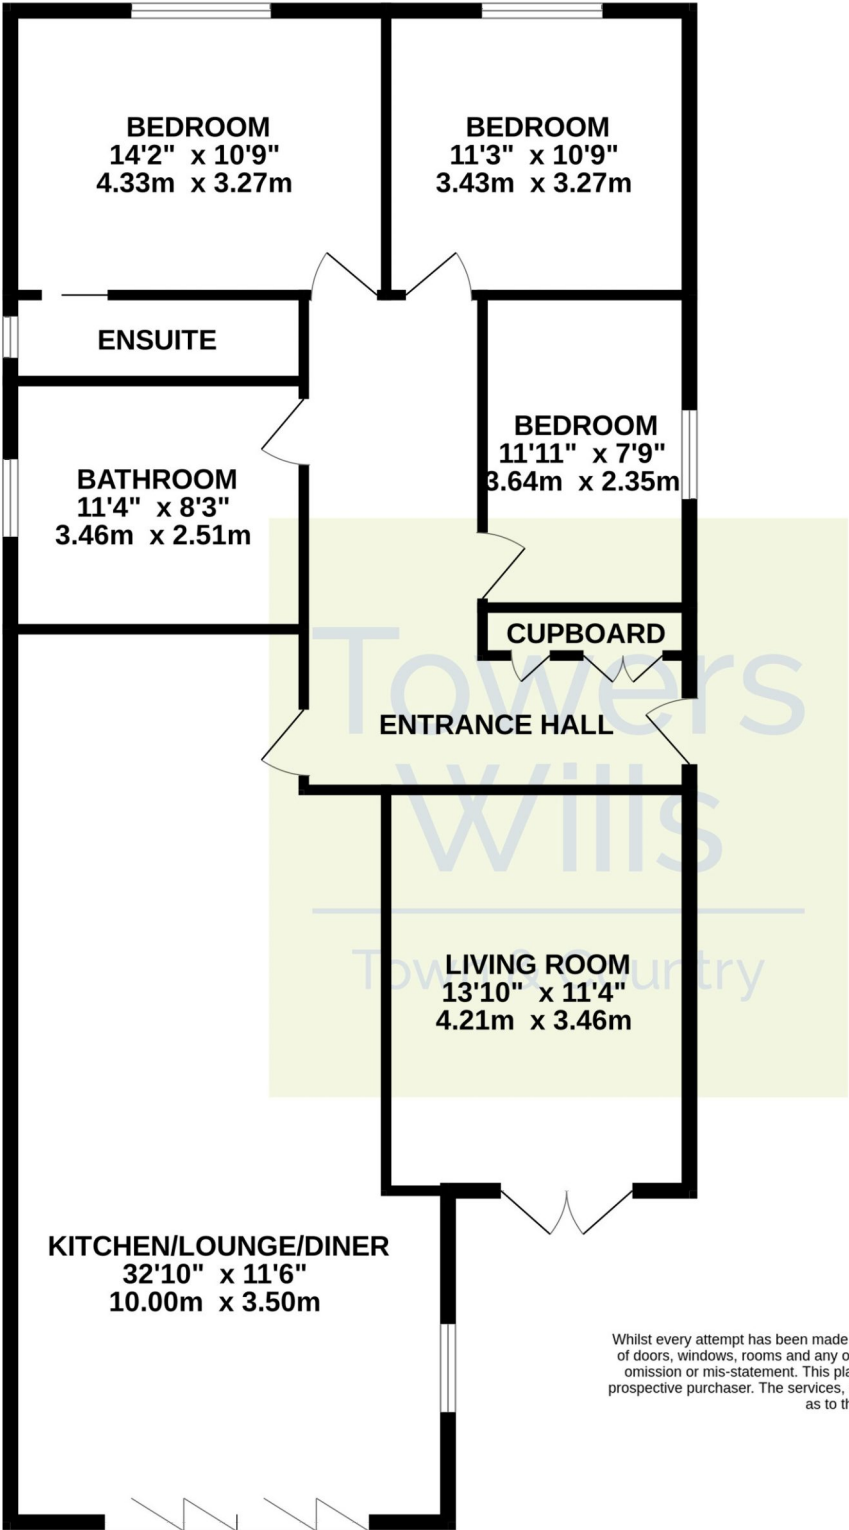 BEDROOM
14'2" x 10'9"
4.33m x 3.27m
BEDROOM
11'3" x 10'9"
3.43m x 3.27m
ENSUITE
BEDROOM
11'11" x 7'9"
3.64m x 2.35m
BATHROOM
11'4" x 8'3"
3.46m x 2.51m
CUPBOARD
Towers
ENTRANCE HALL
Wills
Town & Country
LIVING ROOM
13'10" x 11'4"
4.21m x 3.46m
KITCHEN/LOUNGE/DINER
32'10" x 11'6"
10.00m x 3.50m
Whilst every attempt has been made
of doors, windows, rooms and any o
omission or mis-statement. This pla
prospective purchaser. The services,
as to th